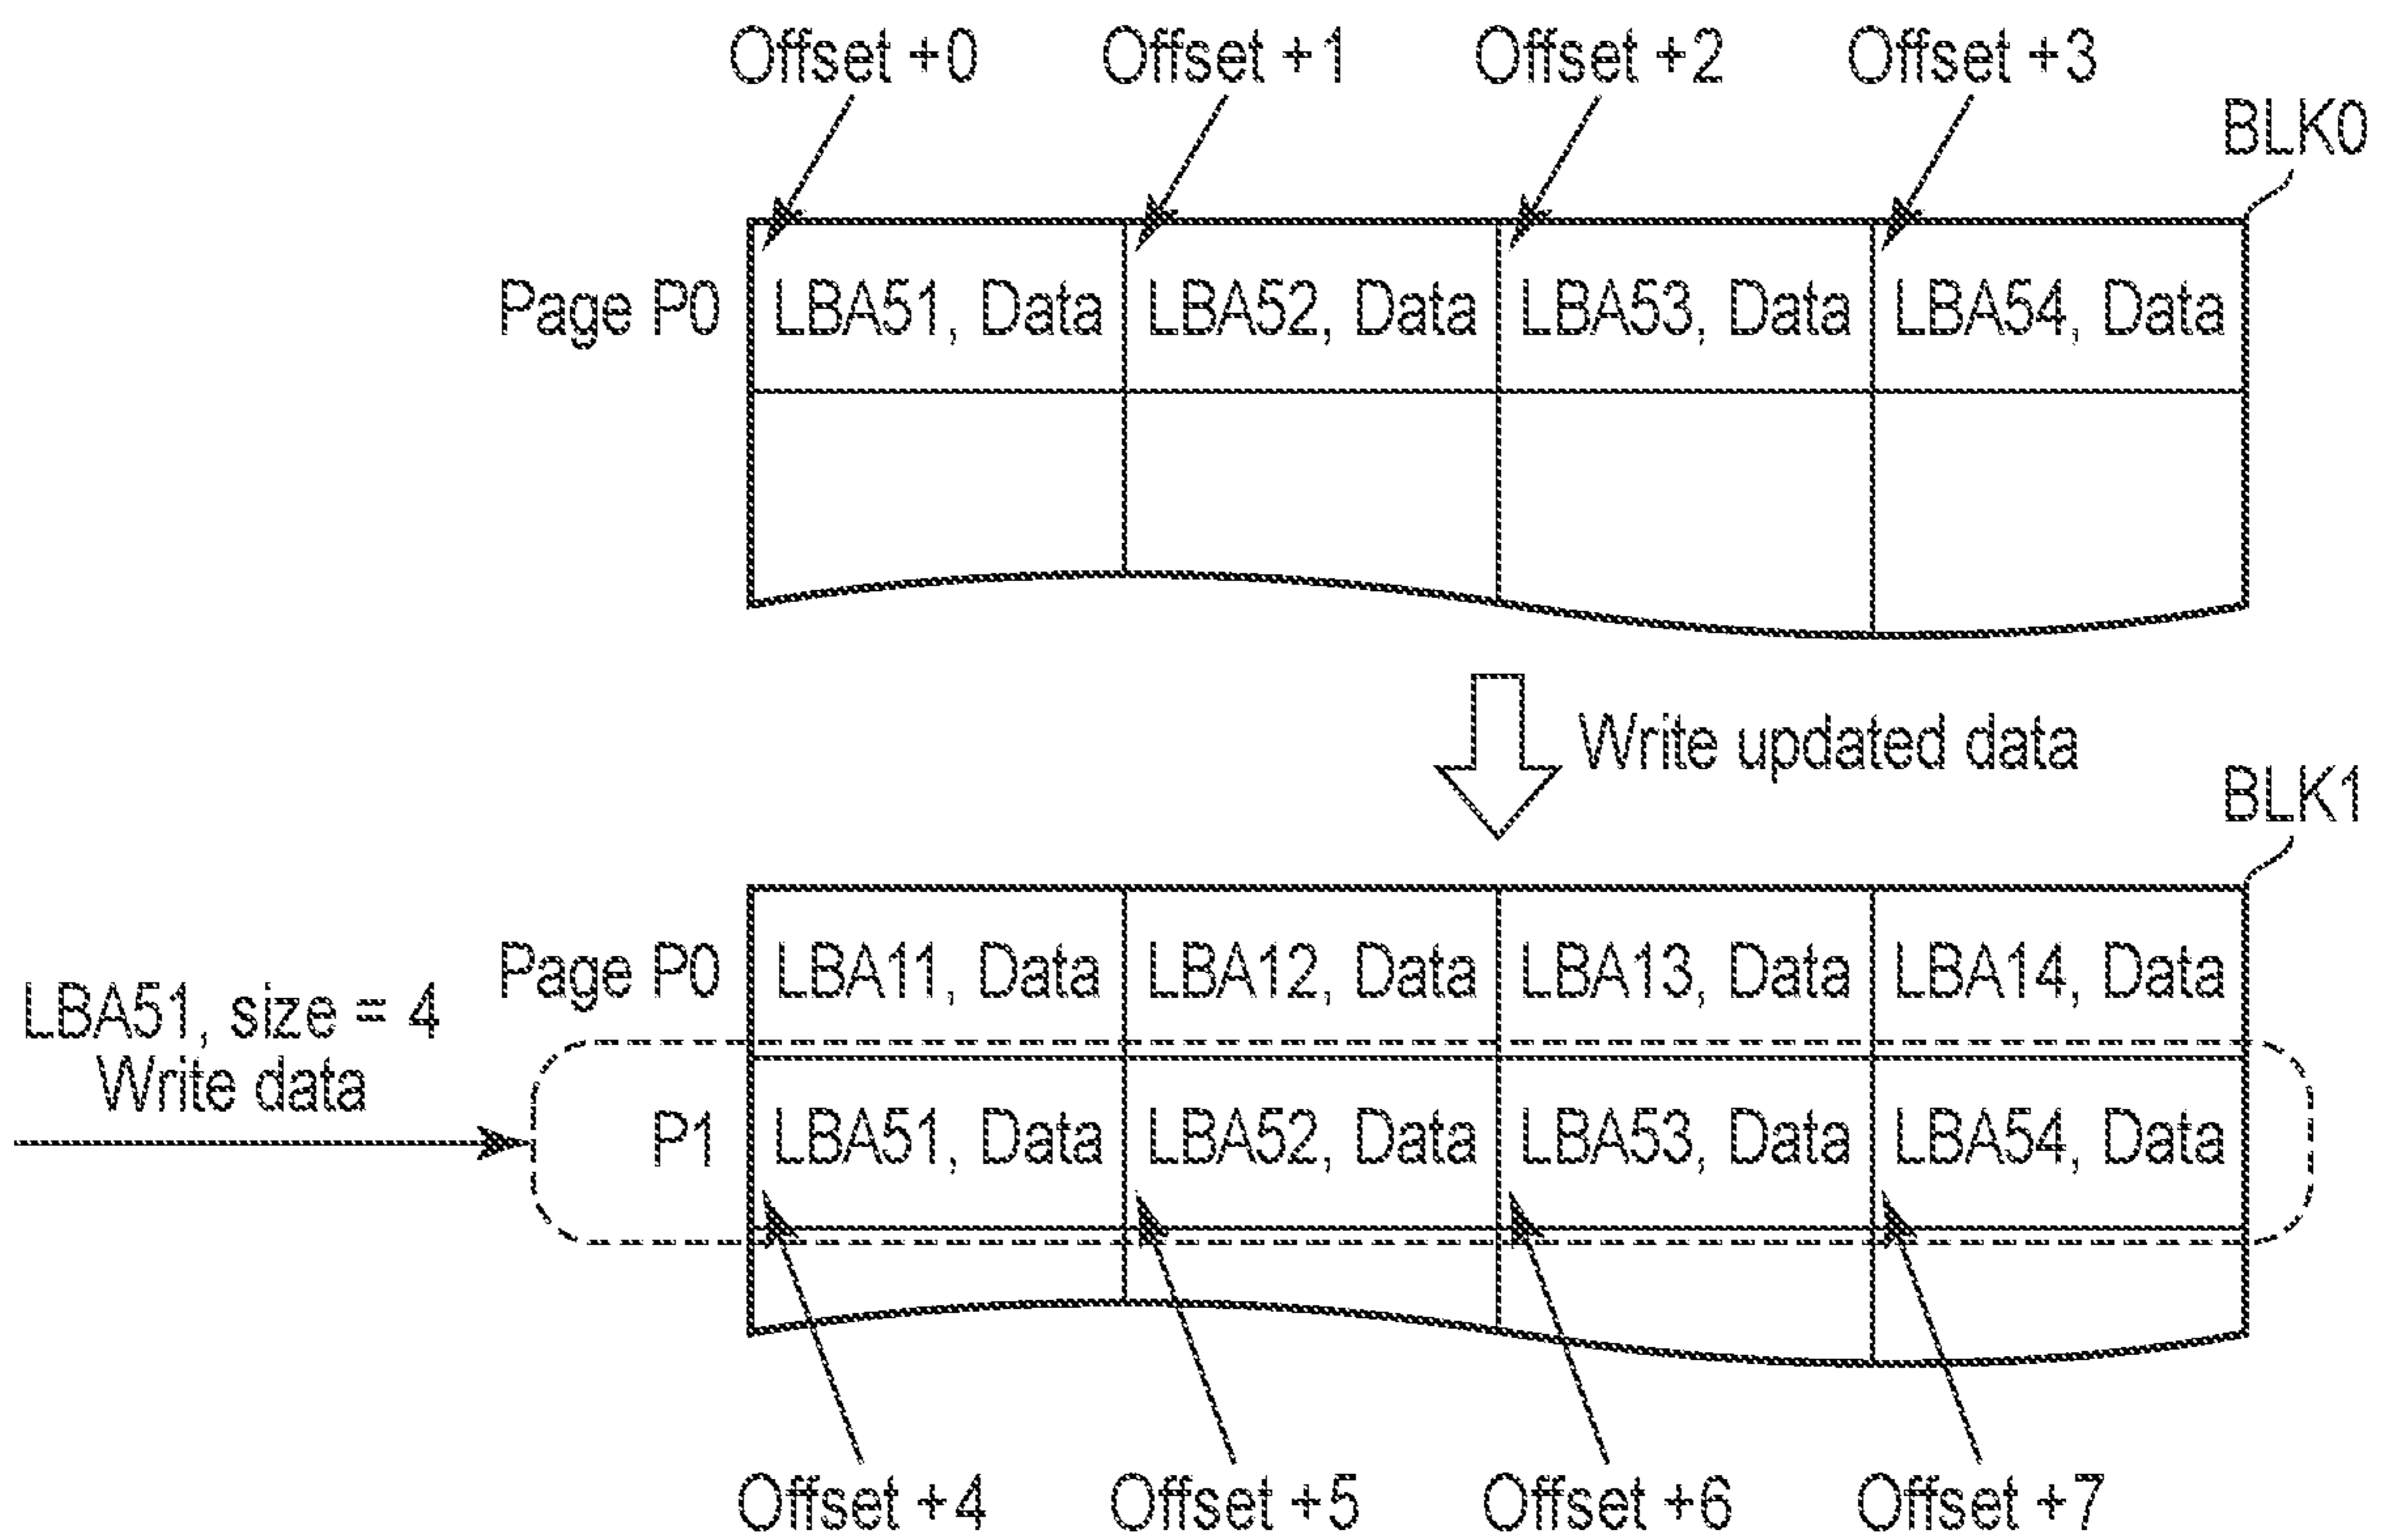 Offset +0 Offset +1 Offset +2 Offset +3
BLK0
Page P0 LBA51, Data LBA52, Data LBA53, Data LBA54, Data
Write updated data
BLK1
Page P0 LBA11, Data LBA12, Data LBA13, Data LBA14, Data
LBA51, size = 4
Write data
P1 LBA51, Data LBA52, Data LBA53, Data LBA54, Data
Offset +4 Offset +5 Offset +6 Offset +7